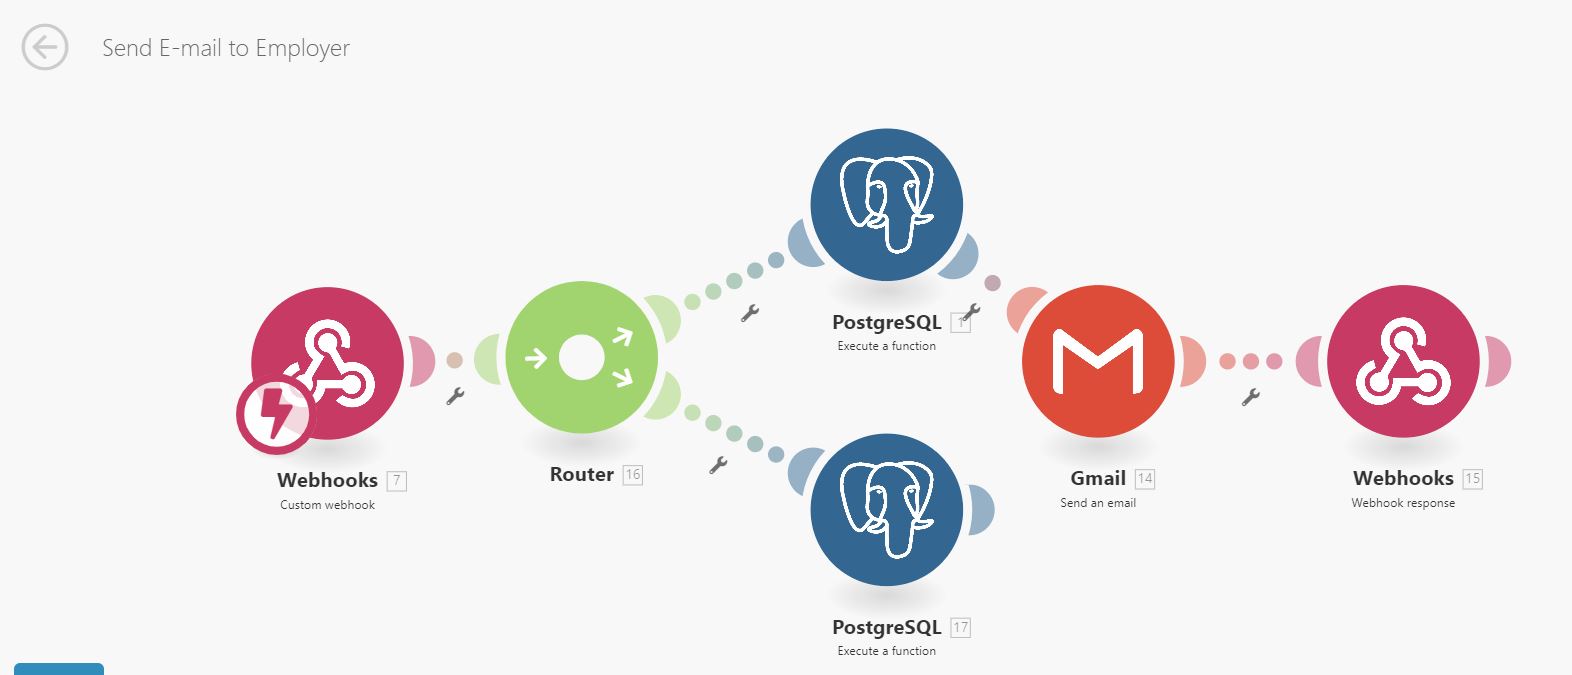 Send E-mail to Employer
PostgreSQL
Execute a function
Webhooks 7
Custom webhook
Router 16
Gmail 14
Send an email
Webhooks 15
Webhook response
PostgreSQL 17
Execute a function